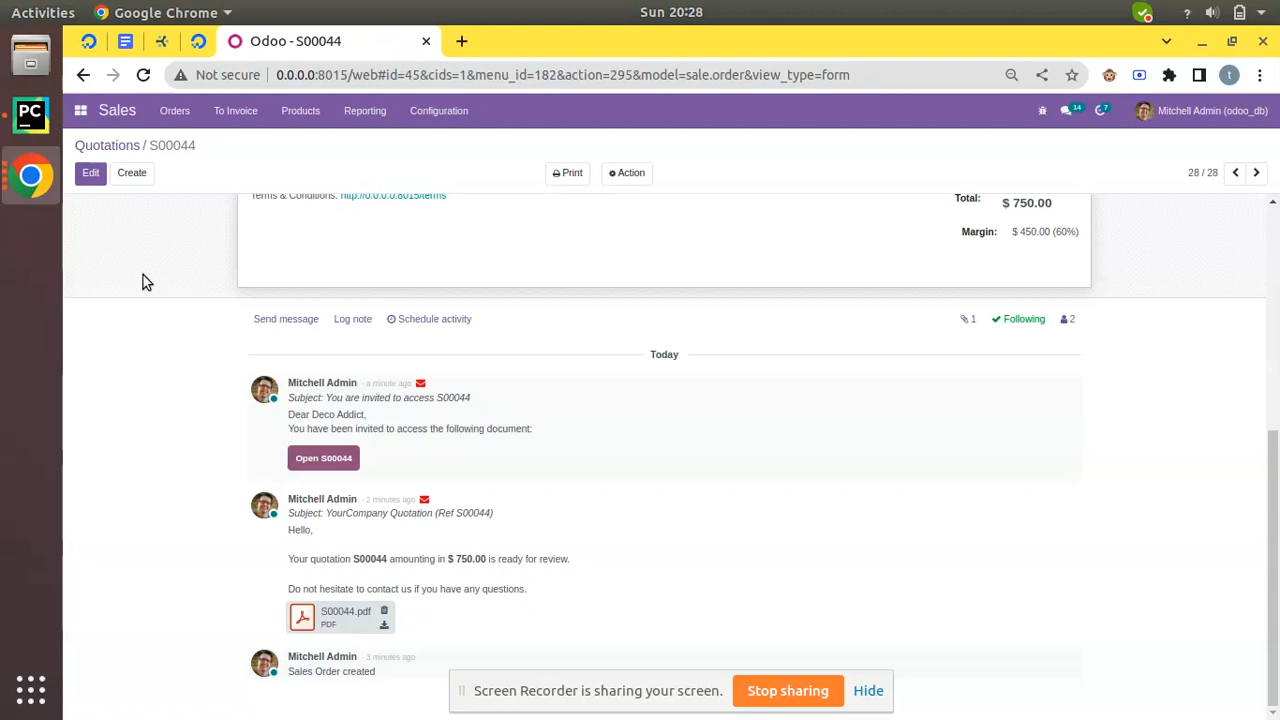 Activities
Google Chrome
Sun 20:28
Odoo - S00044
Not secure
0.0.0.0:8015/web#id=45&cids=1&menu_id=182&action=295&model=sale.order&view_type=form
t
PC
Sales
Orders
To Invoice
Products
Reporting
Configuration
14
7
Mitchell Admin (odoo_db)
Quotations / S00044
Edit
Create
Print
Action
28 / 28
Terms & Conditions: http://0.0.0.0:8015/terms
Total: $ 750.00
Margin: $ 450.00 (60%)
Send message
Log note
Schedule activity
1
Following
2
Today
Mitchell Admin - a minute ago
Subject: You are invited to access S00044
Dear Deco Addict,
You have been invited to access the following document:
Open S00044
Mitchell Admin - 2 minutes ago
Subject: YourCompany Quotation (Ref S00044)
Hello,
Your quotation S00044 amounting in $ 750.00 is ready for review.
Do not hesitate to contact us if you have any questions.
S00044.pdf
PDF
Mitchell Admin - 3 minutes ago
Sales Order created
Screen Recorder is sharing your screen.
Stop sharing
Hide